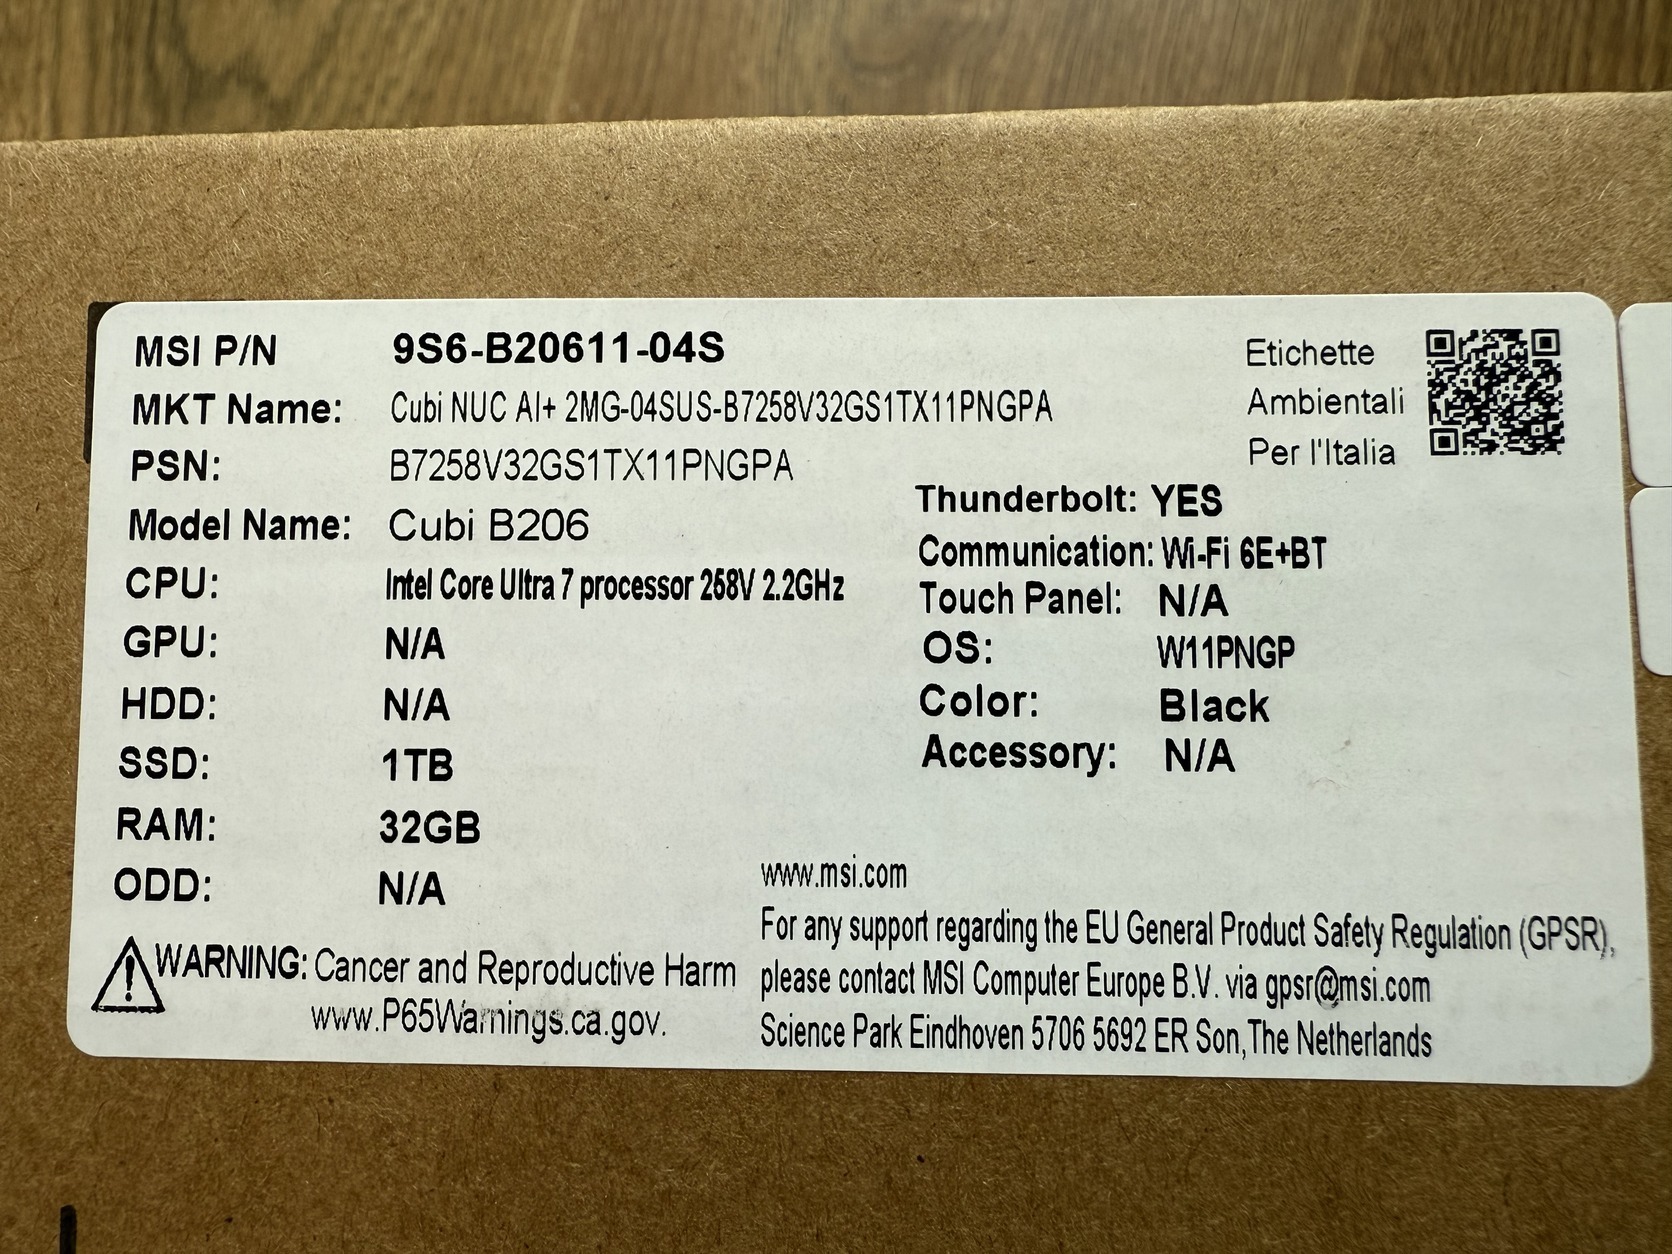 MSI P/N 9S6-B20611-04S
MKT Name: Cubi NUC AI+ 2MG-04SUS-B7258V32GS1TX11PNGPA
PSN: B7258V32GS1TX11PNGPA
Model Name: Cubi B206
CPU: Intel Core Ultra 7 processor 258V 2.2GHz
GPU: N/A
HDD: N/A
SSD: 1TB
RAM: 32GB
ODD: N/A
WARNING: Cancer and Reproductive Harm
www.P65Warnings.ca.gov.
Etichette
Ambientali
Per l'Italia
Thunderbolt: YES
Communication: Wi-Fi 6E+BT
Touch Panel: N/A
OS: W11PNGP
Color: Black
Accessory: N/A
www.msi.com
For any support regarding the EU General Product Safety Regulation (GPSR),
please contact MSI Computer Europe B.V. via gpsr@msi.com
Science Park Eindhoven 5706 5692 ER Son,The Netherlands